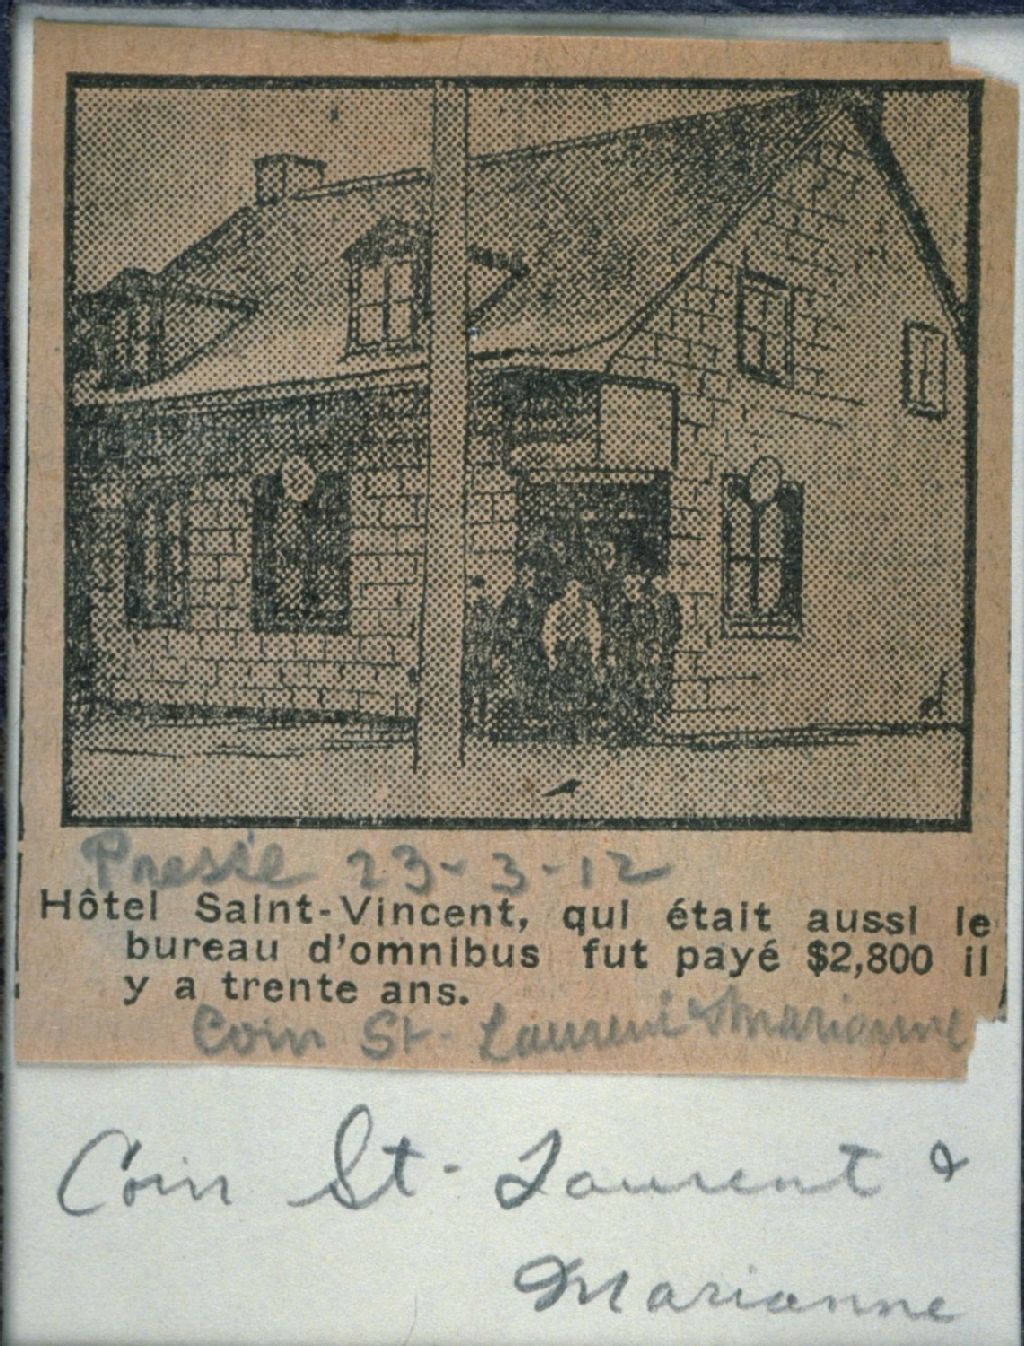 Presse 23-3-12
Hôtel Saint-Vincent, qui était aussi le
bureau d'omnibus fut payé $2,800 il
y a trente ans.
Coin St-Laurent & Marianne
Coin St-Laurent &
Marianne